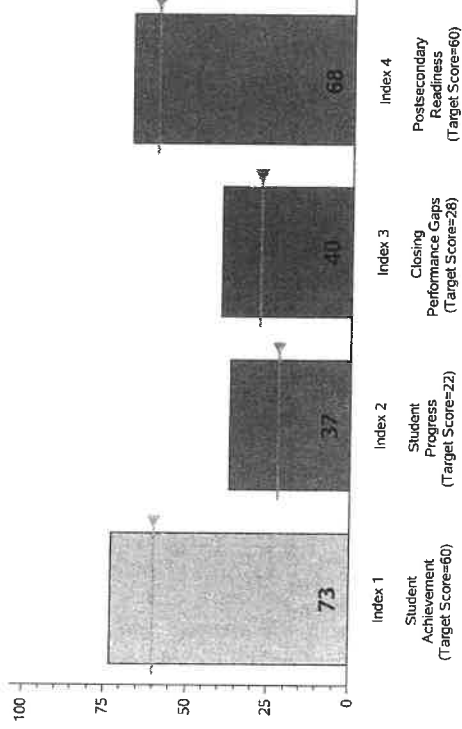 100
75
50
25
0
73
37
40
68
Index 1
Index 2
Index 3
Index 4
Student
Achievement
(Target Score=60)
Student
Progress
(Target Score=22)
Closing
Performance Gaps
(Target Score=28)
Postsecondary
Readiness
(Target Score=60)